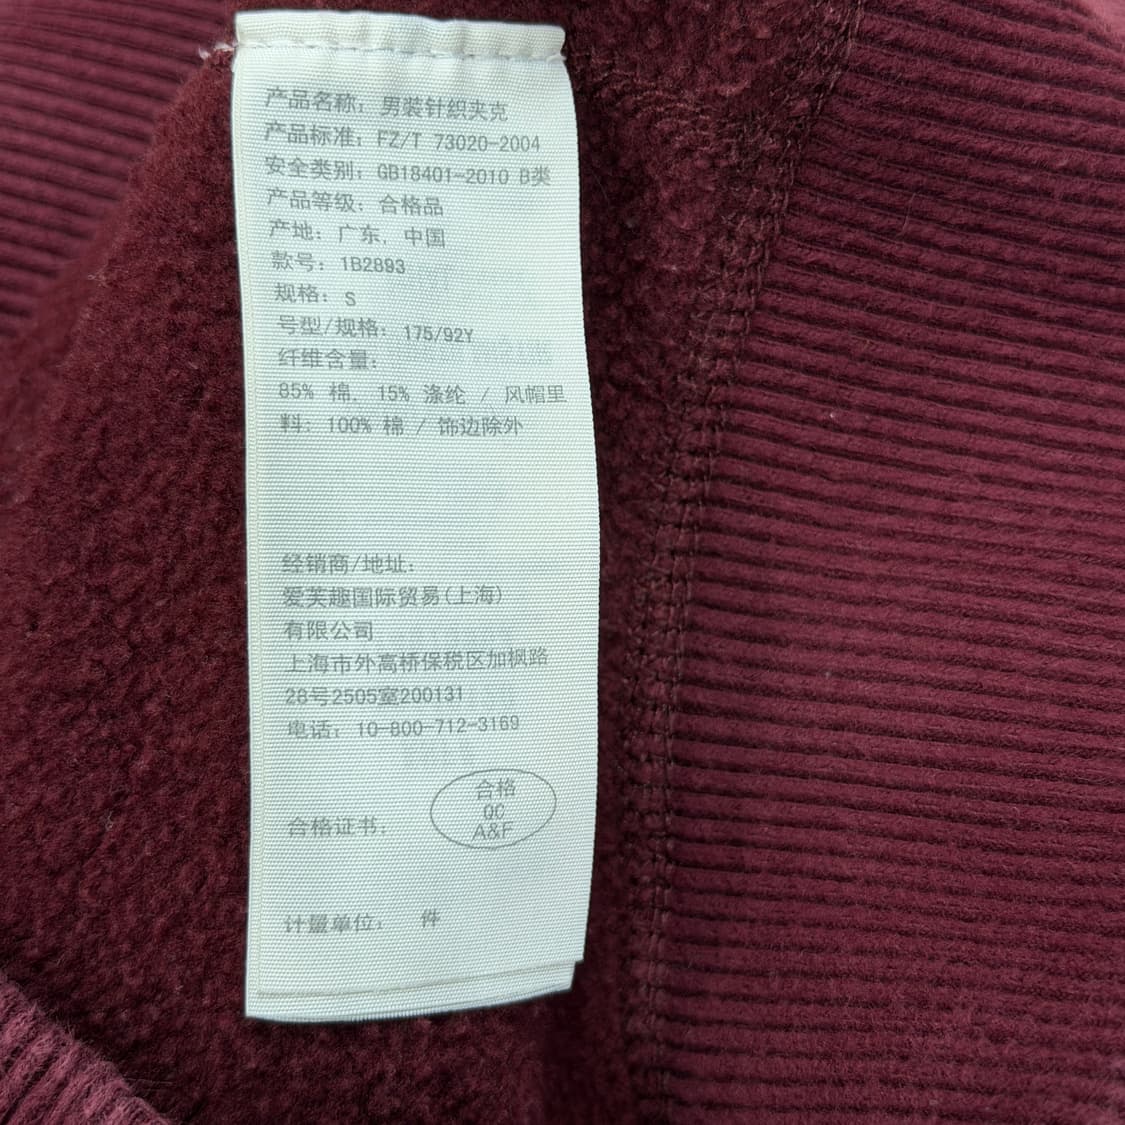 产品名称：男装针织夹克
产品标准：FZ/T 73020-2004
安全类别：GB18401-2010 B类
产品等级：合格品
产地：广东, 中国
款号：1B2893
规格：S
号型/规格：175/92Y
纤维含量：
85% 棉, 15% 涤纶 / 风帽里
料：100% 棉 / 饰边除外
经销商/地址：
爱芙趣国际贸易(上海)
有限公司
上海市外高桥保税区加枫路
28号2505室200131
电话：10-800-712-3169
合格
QC
A&F
合格证书：
计量单位： 件